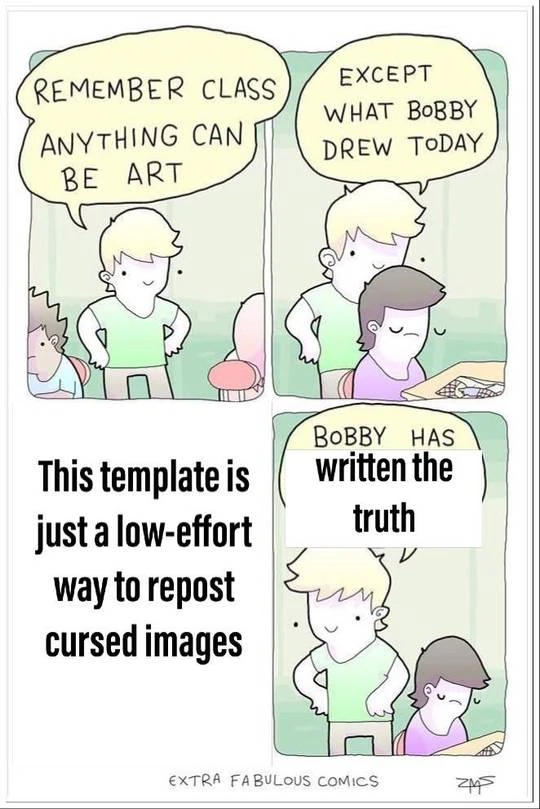 REMEMBER CLASS
ANYTHING CAN
BE ART
EXCEPT
WHAT BOBBY
DREW TODAY
This template is
just a low-effort
way to repost
cursed images
BOBBY HAS
written the
truth
EXTRA FABULOUS COMICS
ZMS